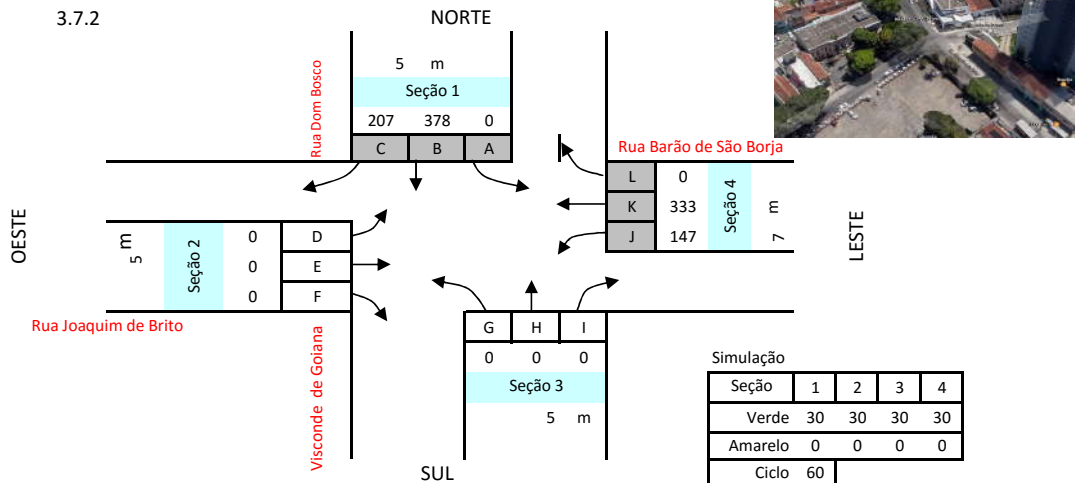 3.7.2
NORTE
Rua Dom Bosco
5 m
Seção 1
207 378 0
C B A
Rua Barão de São Borja
L 0
K 333
J 147
Seção 4
7 m
LESTE
OESTE
5 m
Seção 2
0 D
0 E
0 F
Rua Joaquim de Brito
Visconde de Goiana
G H I
0 0 0
Seção 3
5 m
SUL
Simulação
Seção 1 2 3 4
Verde 30 30 30 30
Amarelo 0 0 0 0
Ciclo 60